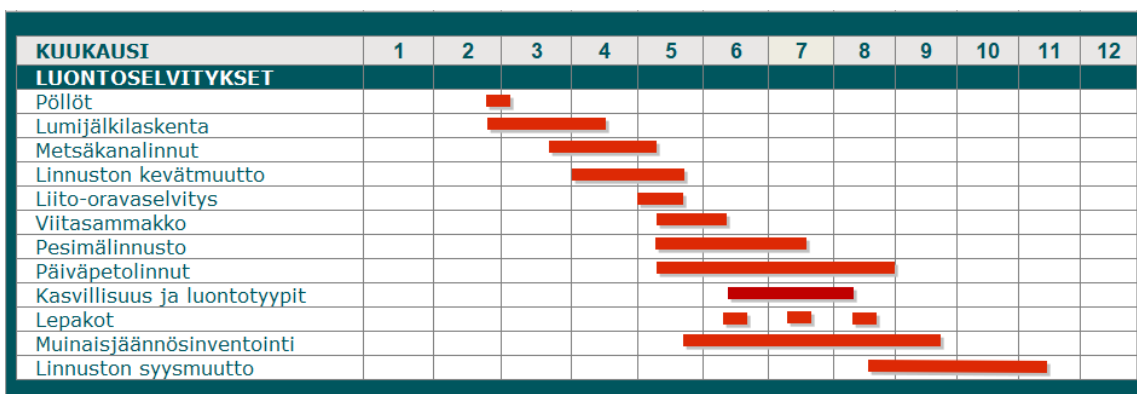 KUUKAUSI 1 2 3 4 5 6 7 8 9 10 11 12
LUONTOSELVITYKSET
Pöllöt
Lumijälkilaskenta
Metsäkanalinnut
Linnuston kevätmuutto
Liito-oravaselvitys
Viitasammakko
Pesimälinnusto
Päiväpetolinnut
Kasvillisuus ja luontotyypit
Lepakot
Muinaisjäännösinventointi
Linnuston syysmuutto